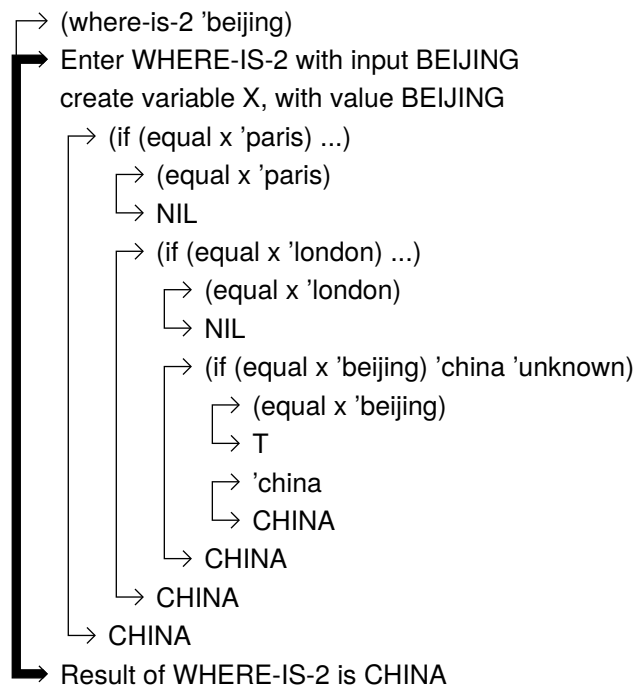 (where-is-2 ’beijing)
Enter WHERE-IS-2 with input BEIJING
create variable X, with value BEIJING
(if (equal x ’paris) ...)
(equal x ’paris)
NIL
(if (equal x ’london) ...)
(equal x ’london)
NIL
(if (equal x ’beijing) ’china ’unknown)
(equal x ’beijing)
T
’china
CHINA
CHINA
CHINA
CHINA
Result of WHERE-IS-2 is CHINA